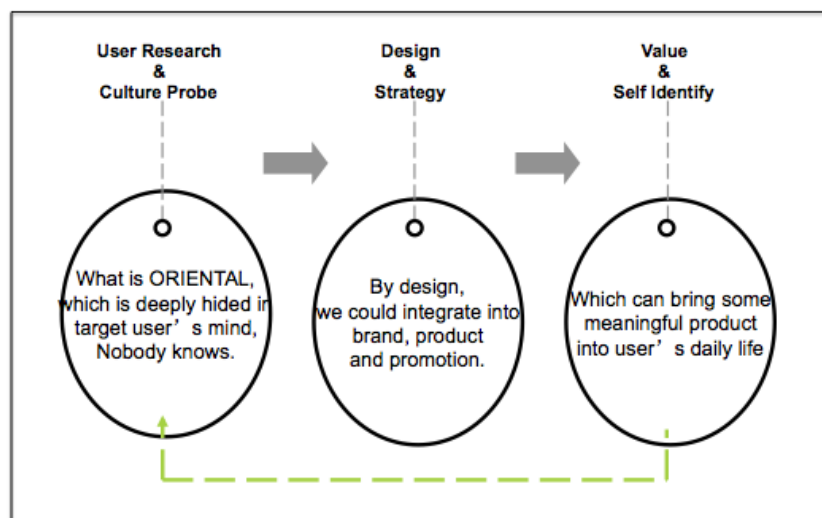 User Research
&
Culture Probe
Design
&
Strategy
Value
&
Self Identify
What is ORIENTAL,
which is deeply hided in
target user’s mind,
Nobody knows.
By design,
we could integrate into
brand, product
and promotion.
Which can bring some
meaningful product
into user’s daily life